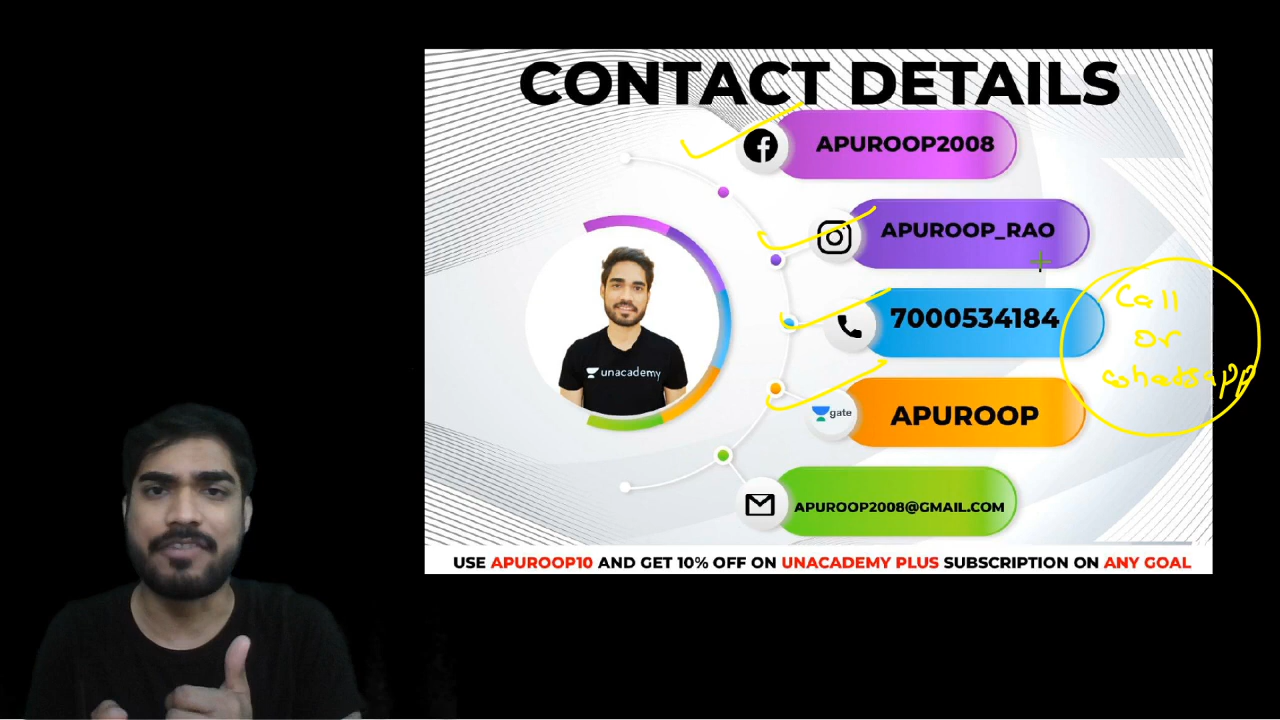 CONTACT DETAILS
APUROOP2008
APUROOP_RAO
7000534184
Call
Or
whatsapp
unacademy
gate
APUROOP
APUROOP2008@GMAIL.COM
USE APUROOP10 AND GET 10% OFF ON UNACADEMY PLUS SUBSCRIPTION ON ANY GOAL